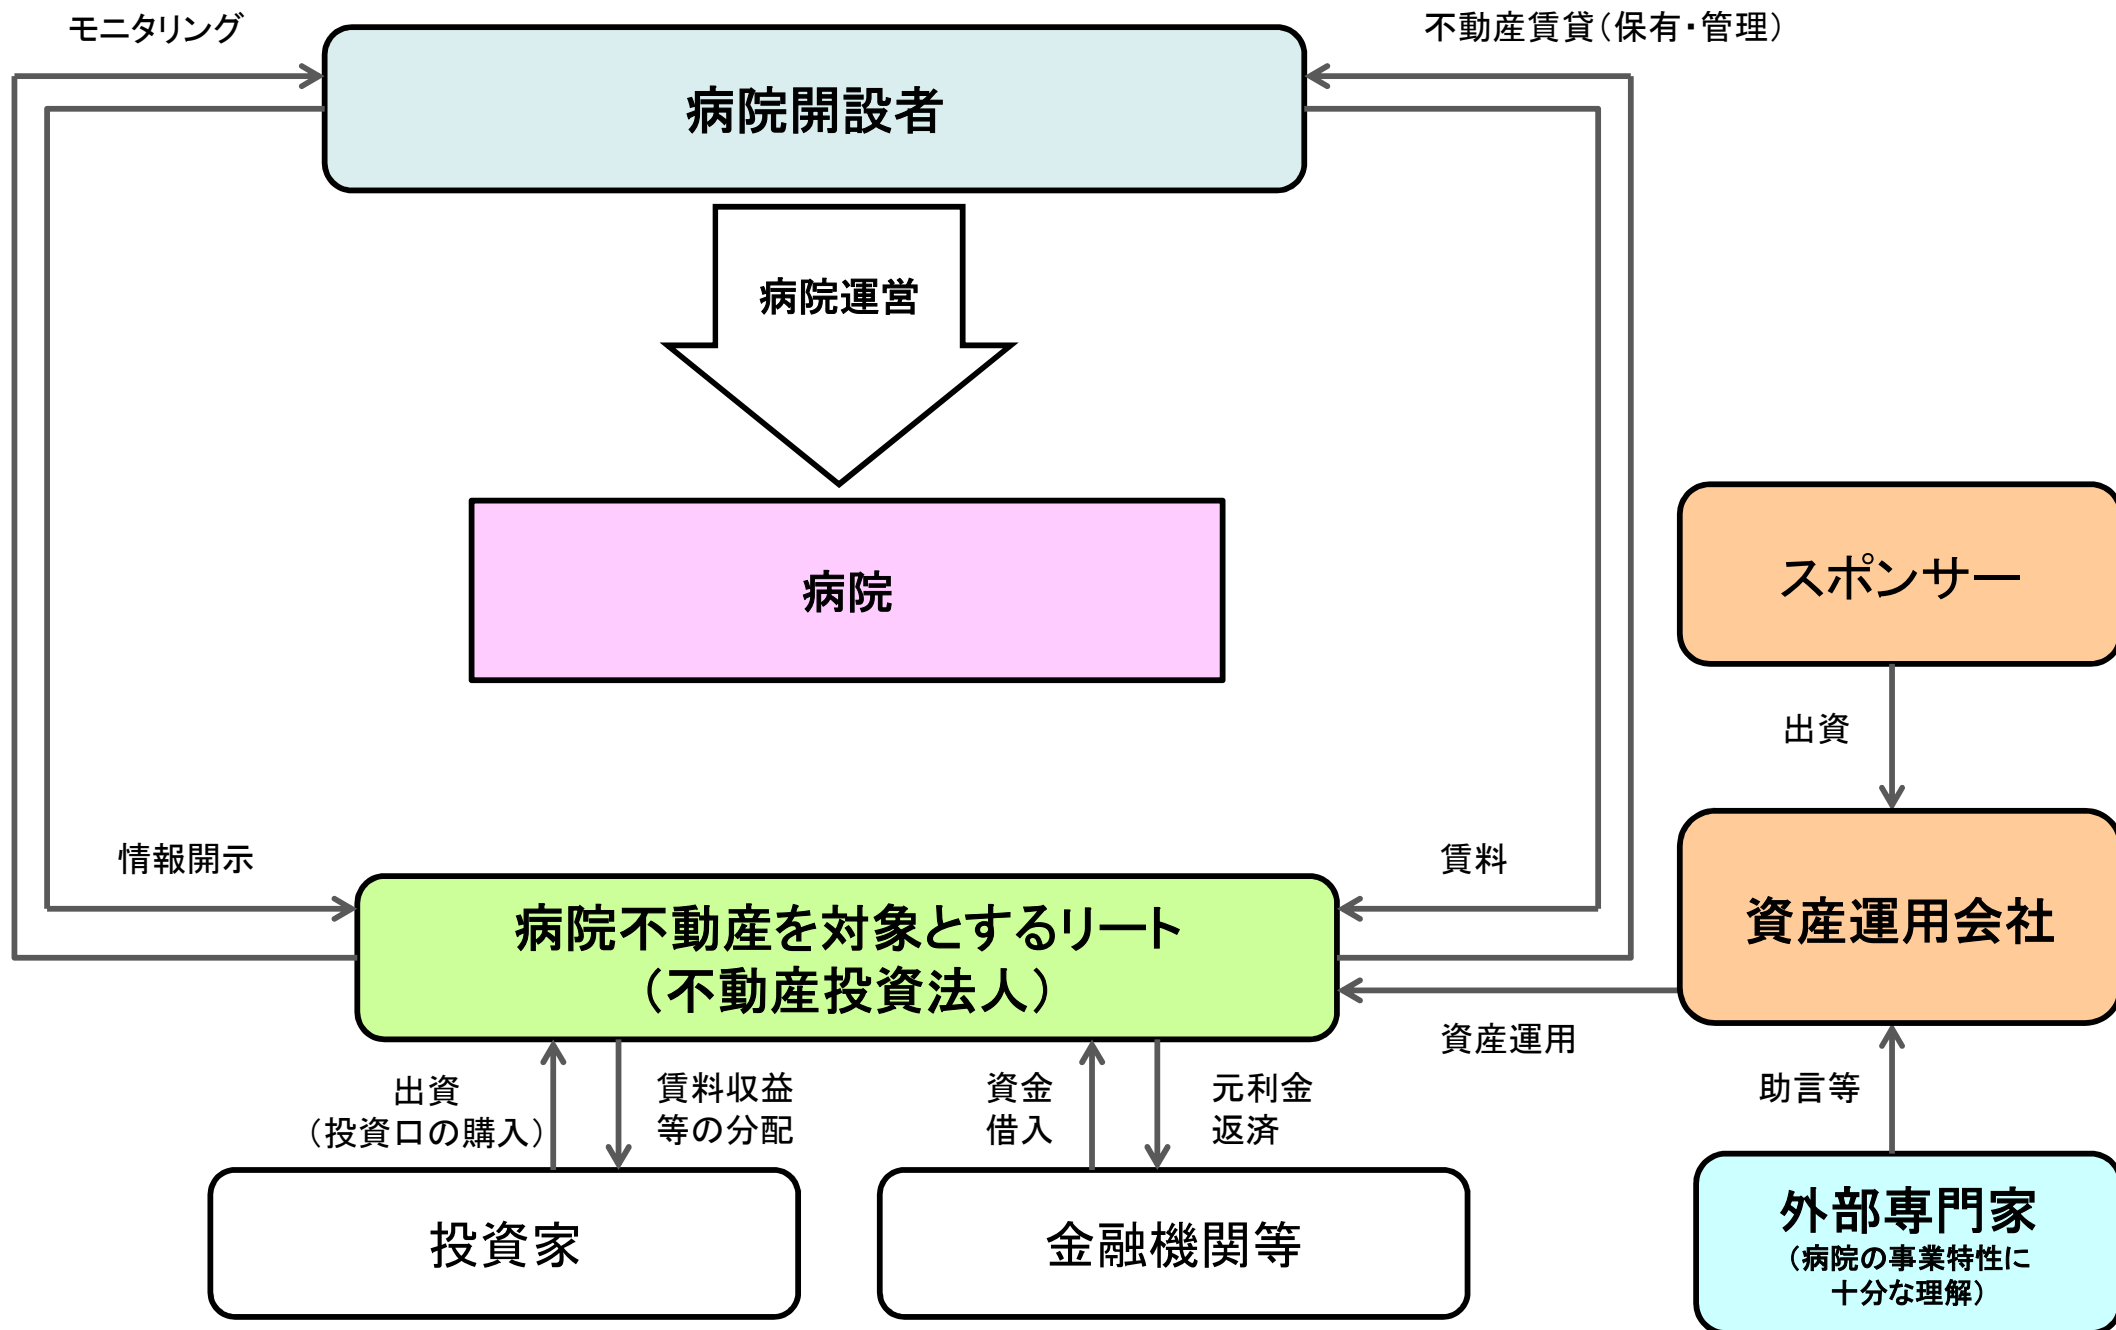 モニタリング
不動産賃貸（保有・管理）
病院開設者
病院運営
病院
スポンサー
出資
情報開示
賃料
病院不動産を対象とするリート
（不動産投資法人）
資産運用会社
資産運用
出資
（投資口の購入）
賃料収益
等の分配
資金
借入
元利金
返済
助言等
投資家
金融機関等
外部専門家
（病院の事業特性に
十分な理解）